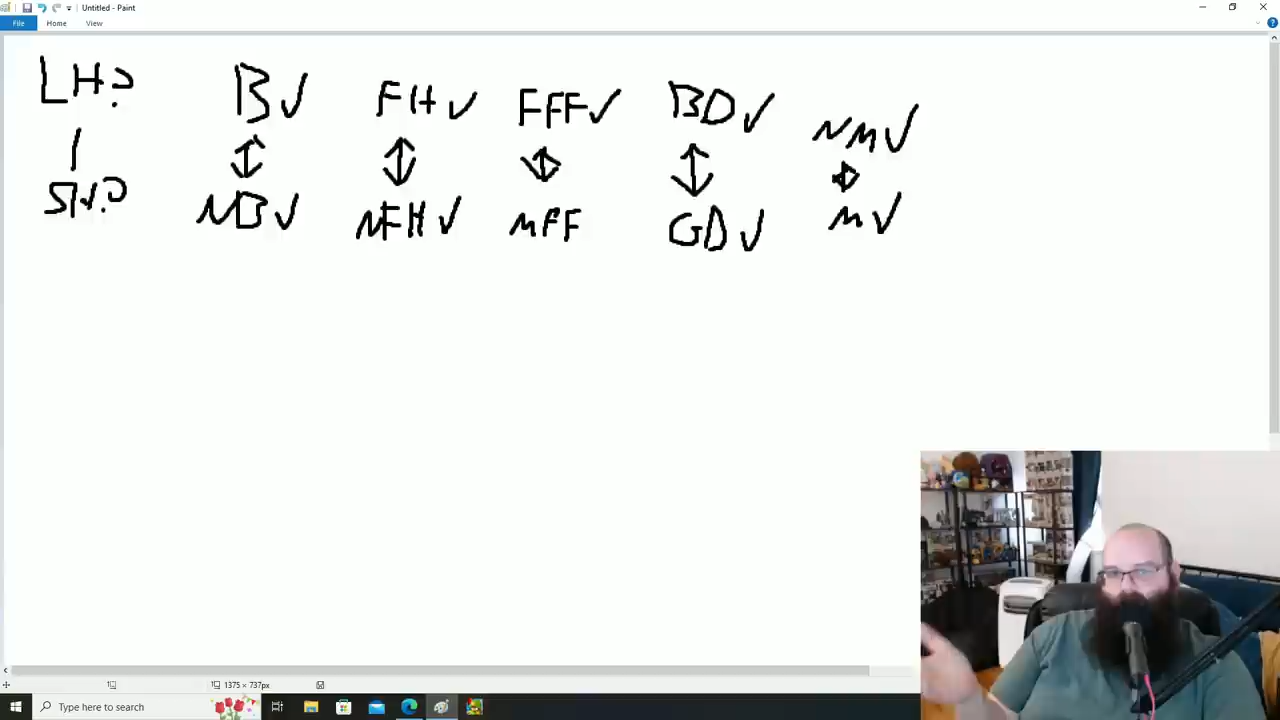 Untitled - Paint
File Home View
LH? B✓ FH✓ FFF✓ BD✓ NM✓
SH? NB✓ NFH✓ MFF GD✓ M✓
1375 × 737px
Type here to search